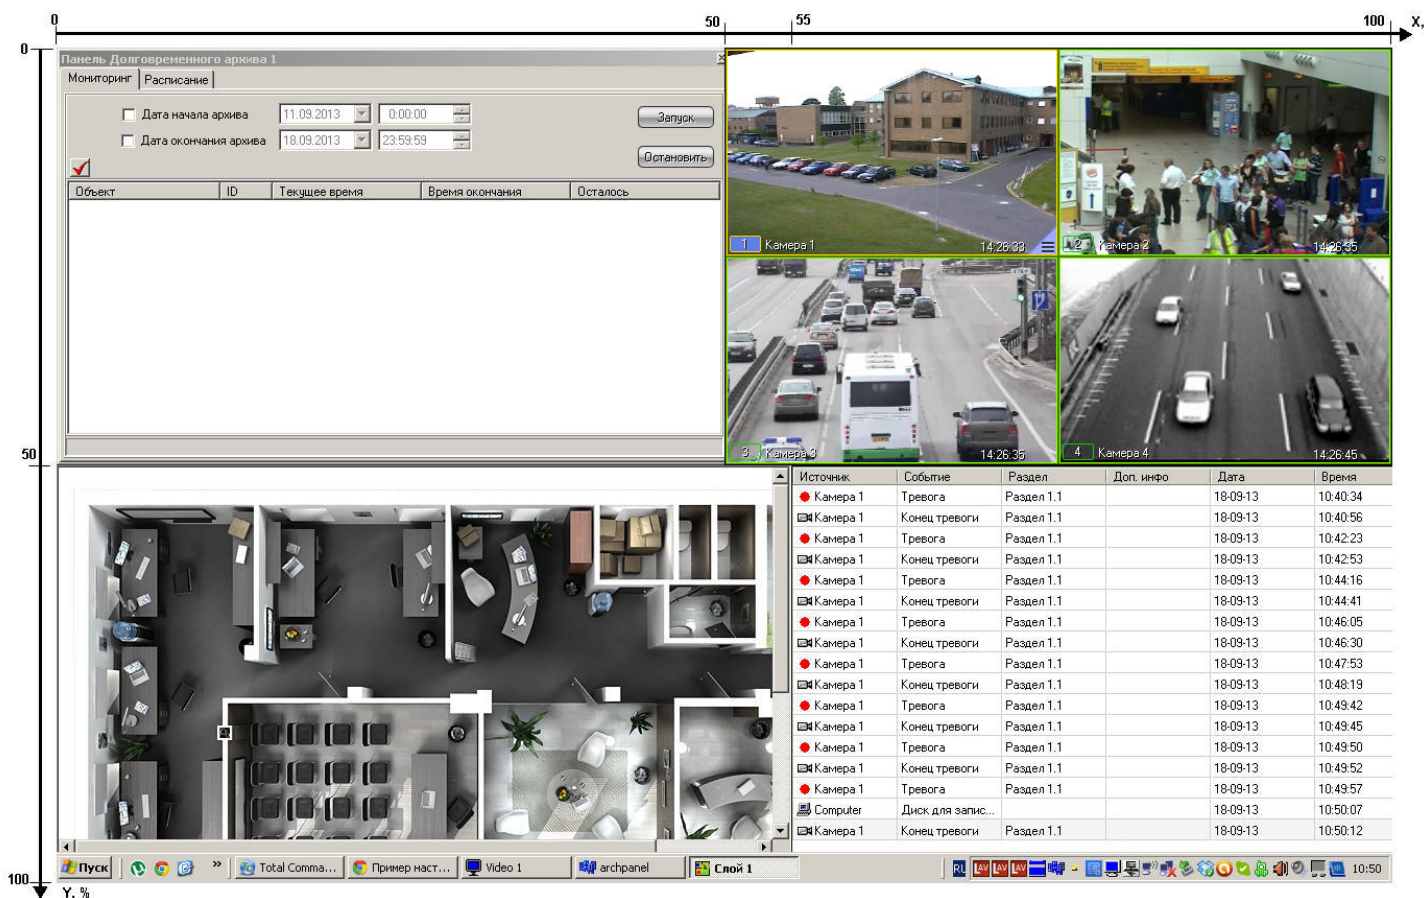 0 50 55 100 X,
0
Панель Долговременного архива 1
Мониторинг Расписание
Дата начала архива 11.09.2013 0:00:00 Запуск
Дата окончания архива 18.09.2013 23:59:59 Остановить
Объект ID Текущее время Время окончания Осталось
1 Камера 1 14:26:33
2 Камера 2 14:26:35
3 Камера 3 14:26:35
4 Камера 4 14:26:45
50
Источник Событие Раздел Доп. инфо Дата Время
Камера 1 Тревога Раздел 1.1 18-09-13 10:40:34
Камера 1 Конец тревоги Раздел 1.1 18-09-13 10:40:56
Камера 1 Тревога Раздел 1.1 18-09-13 10:42:23
Камера 1 Конец тревоги Раздел 1.1 18-09-13 10:42:53
Камера 1 Тревога Раздел 1.1 18-09-13 10:44:16
Камера 1 Конец тревоги Раздел 1.1 18-09-13 10:44:41
Камера 1 Тревога Раздел 1.1 18-09-13 10:46:05
Камера 1 Конец тревоги Раздел 1.1 18-09-13 10:46:30
Камера 1 Тревога Раздел 1.1 18-09-13 10:47:53
Камера 1 Конец тревоги Раздел 1.1 18-09-13 10:48:19
Камера 1 Тревога Раздел 1.1 18-09-13 10:49:42
Камера 1 Конец тревоги Раздел 1.1 18-09-13 10:49:45
Камера 1 Тревога Раздел 1.1 18-09-13 10:49:50
Камера 1 Конец тревоги Раздел 1.1 18-09-13 10:49:52
Камера 1 Тревога Раздел 1.1 18-09-13 10:49:57
Computer Диск для запис... 18-09-13 10:50:07
Камера 1 Конец тревоги Раздел 1.1 18-09-13 10:50:12
Пуск » Total Comma... Пример наст... Video 1 archpanel Слой 1 RU LAV LAV LAV 10:50
100
Y, %